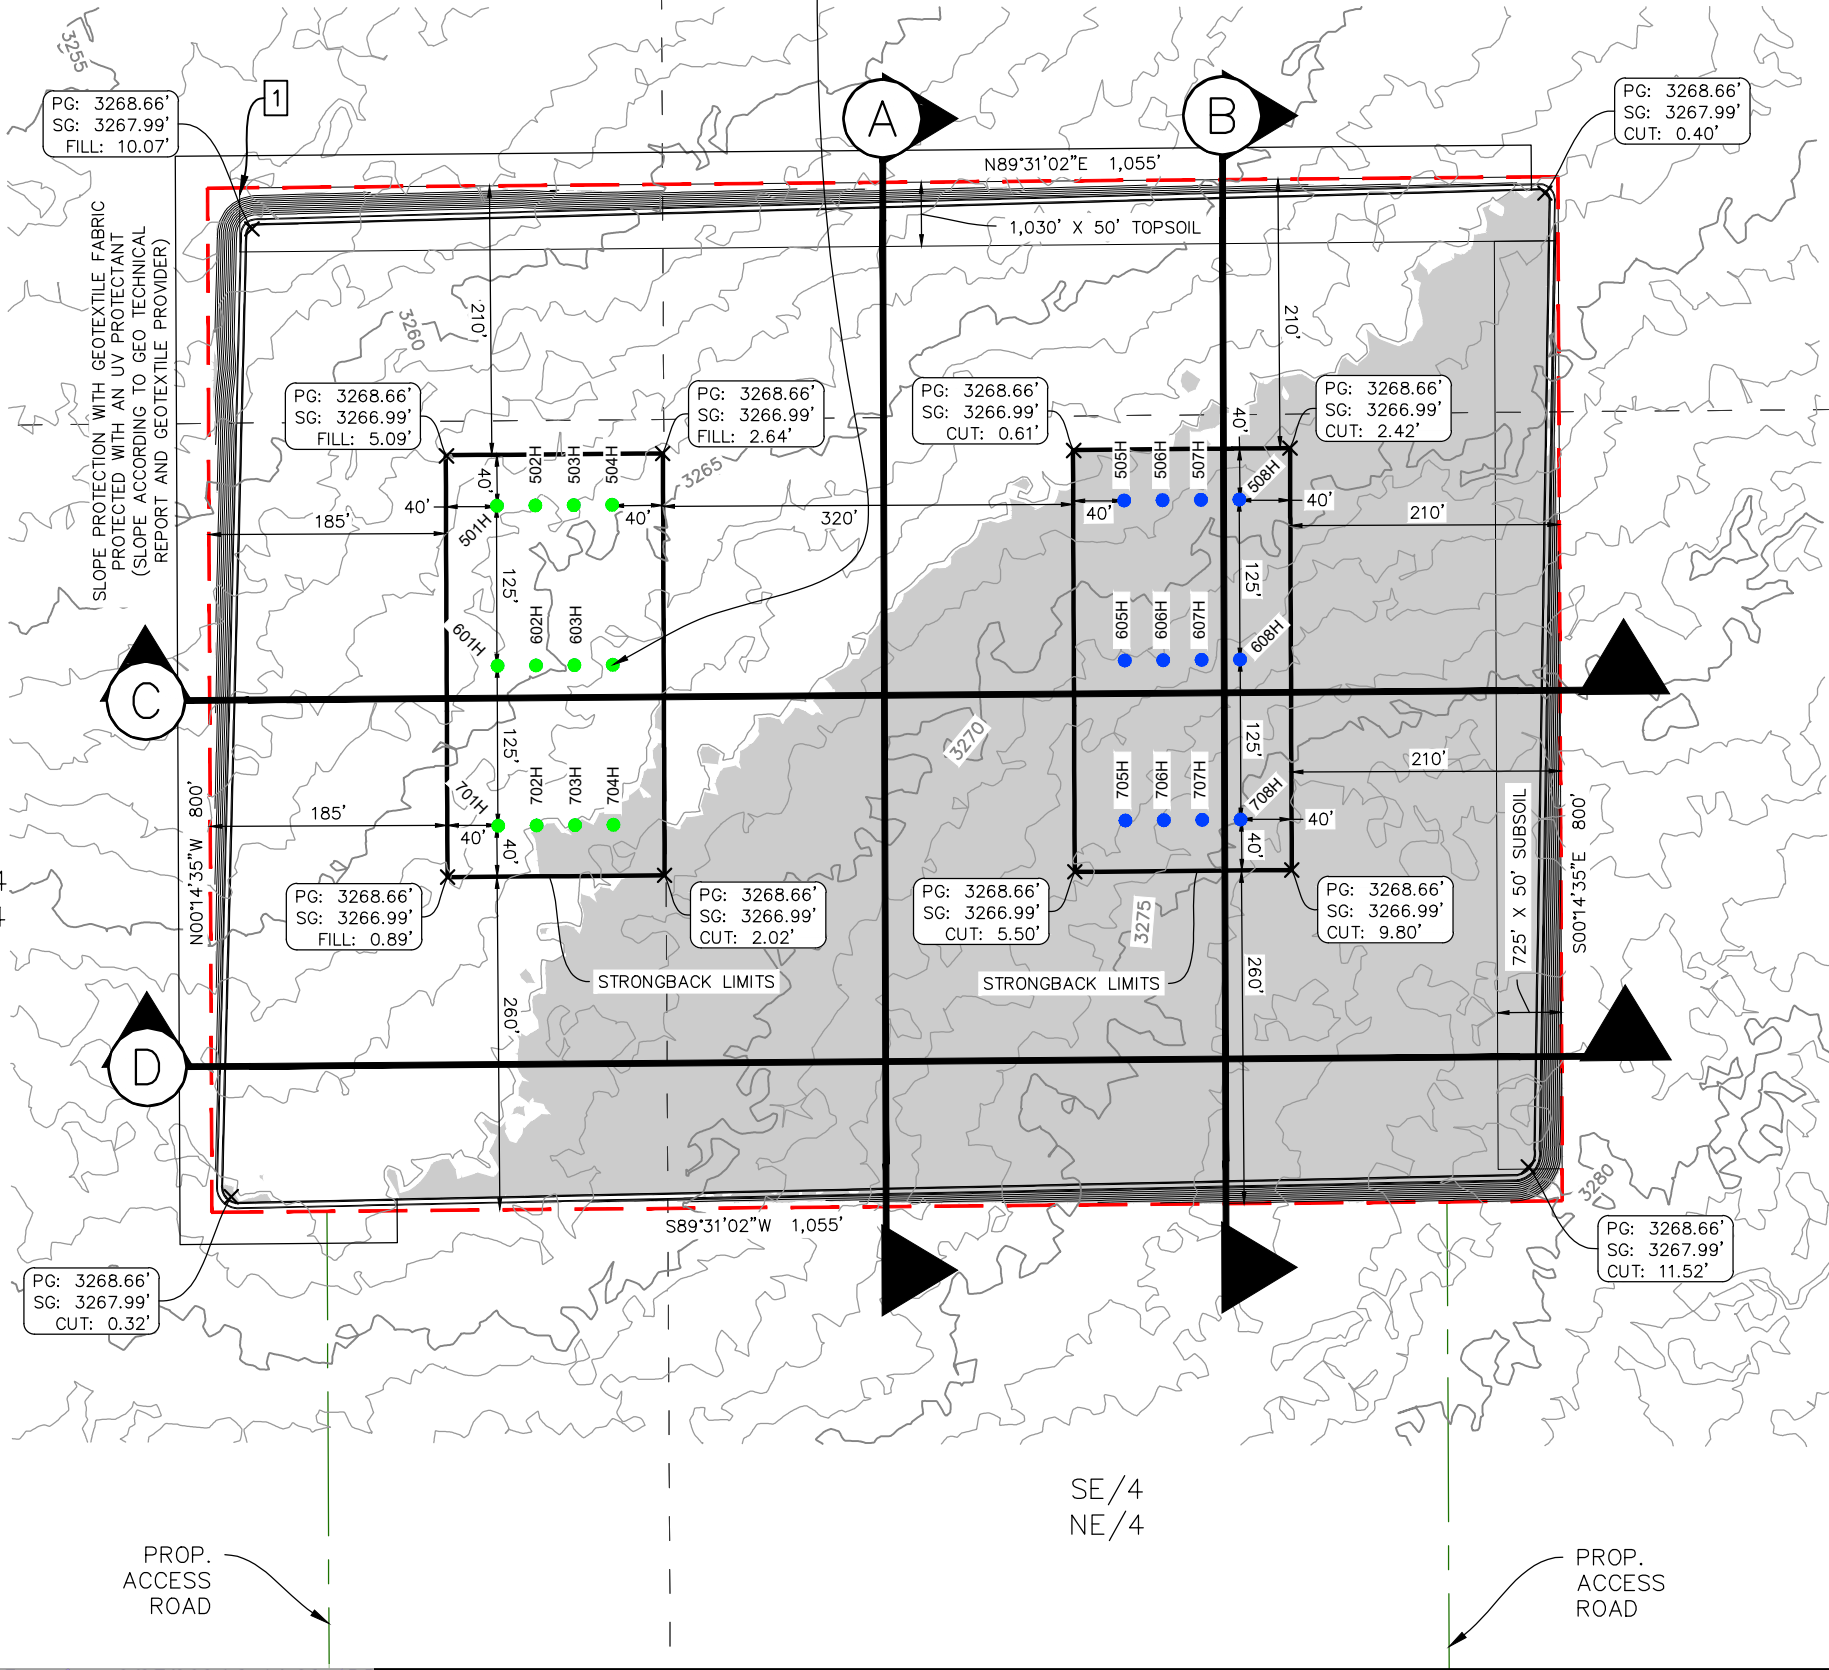 3255
PG: 3268.66'
SG: 3267.99'
FILL: 10.07'
1
A
B
PG: 3268.66'
SG: 3267.99'
CUT: 0.40'
N89°31'02"E 1,055'
1,030' X 50' TOPSOIL
SLOPE PROTECTION WITH GEOTEXTILE FABRIC
PROTECTED WITH AN UV PROTECTANT
(SLOPE ACCORDING TO GEO TECHNICAL
REPORT AND GEOTEXTILE PROVIDER)
3260
210'
210'
PG: 3268.66'
SG: 3266.99'
FILL: 5.09'
PG: 3268.66'
SG: 3266.99'
FILL: 2.64'
PG: 3268.66'
SG: 3266.99'
CUT: 0.61'
PG: 3268.66'
SG: 3266.99'
CUT: 2.42'
3265
40'
502H
503H
504H
40'
505H
506H
507H
508H
40'
501H
40'
320'
40'
40'
185'
210'
125'
125'
601H
602H
603H
605H
606H
607H
608H
C
3270
125'
125'
210'
701H
702H
703H
704H
705H
706H
707H
708H
185'
40'
40'
40'
40'
N00°14'35"W 800'
S00°14'35"E 800'
725' X 50' SUBSOIL
4
4
PG: 3268.66'
SG: 3266.99'
FILL: 0.89'
PG: 3268.66'
SG: 3266.99'
CUT: 2.02'
PG: 3268.66'
SG: 3266.99'
CUT: 5.50'
3275
PG: 3268.66'
SG: 3266.99'
CUT: 9.80'
STRONGBACK LIMITS
STRONGBACK LIMITS
260'
260'
D
3280
S89°31'02"W 1,055'
PG: 3268.66'
SG: 3267.99'
CUT: 0.32'
PG: 3268.66'
SG: 3267.99'
CUT: 11.52'
SE/4
NE/4
PROP.
ACCESS
ROAD
PROP.
ACCESS
ROAD